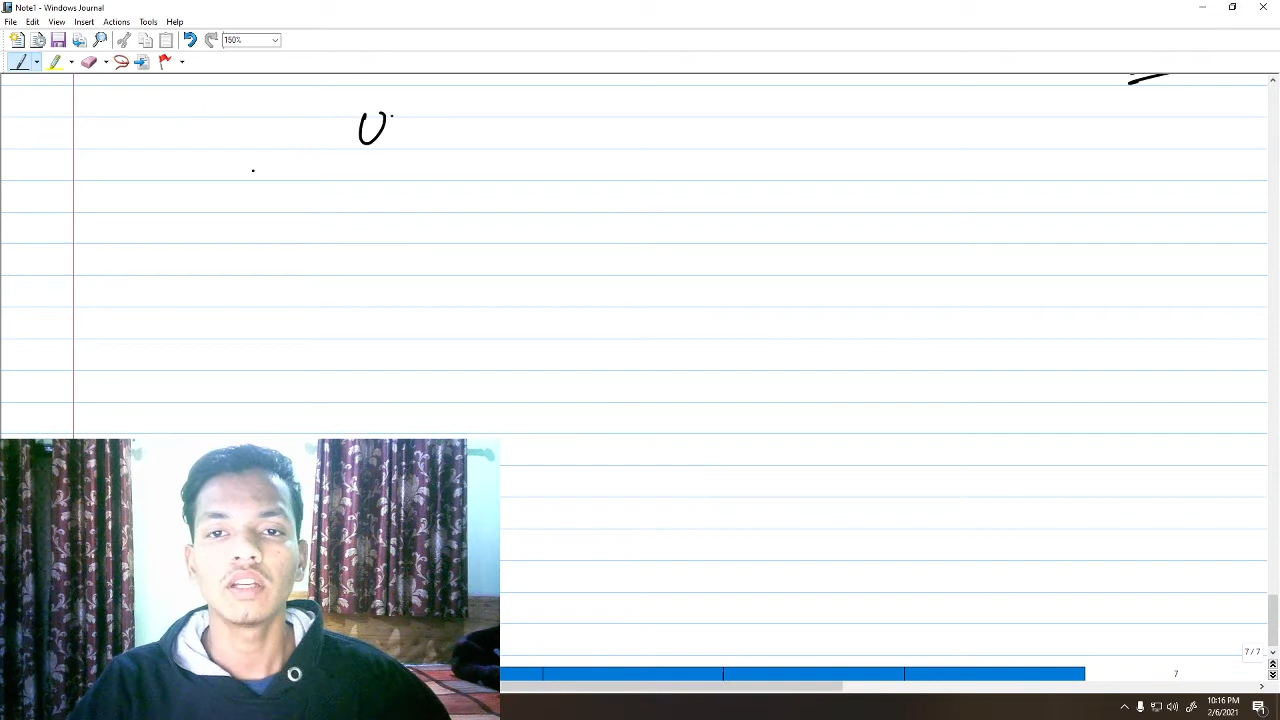 Note1 - Windows Journal
File Edit View Insert Actions Tools Help
150%
U
7 / 7
7
10:16 PM
2/6/2021
1